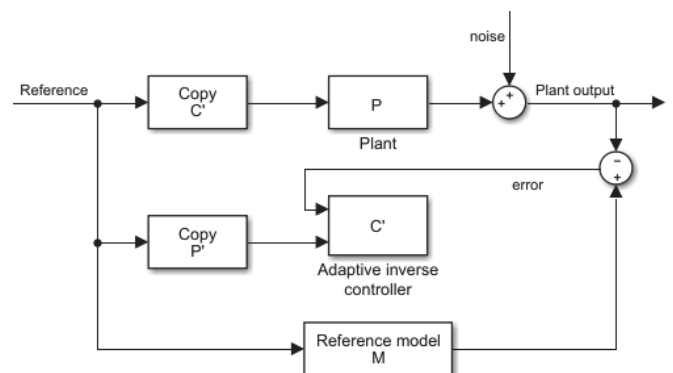 noise
Reference
Copy
C'
P
Plant
+
+
Plant output
−
+
error
Copy
P'
C'
Adaptive inverse
controller
Reference model
M